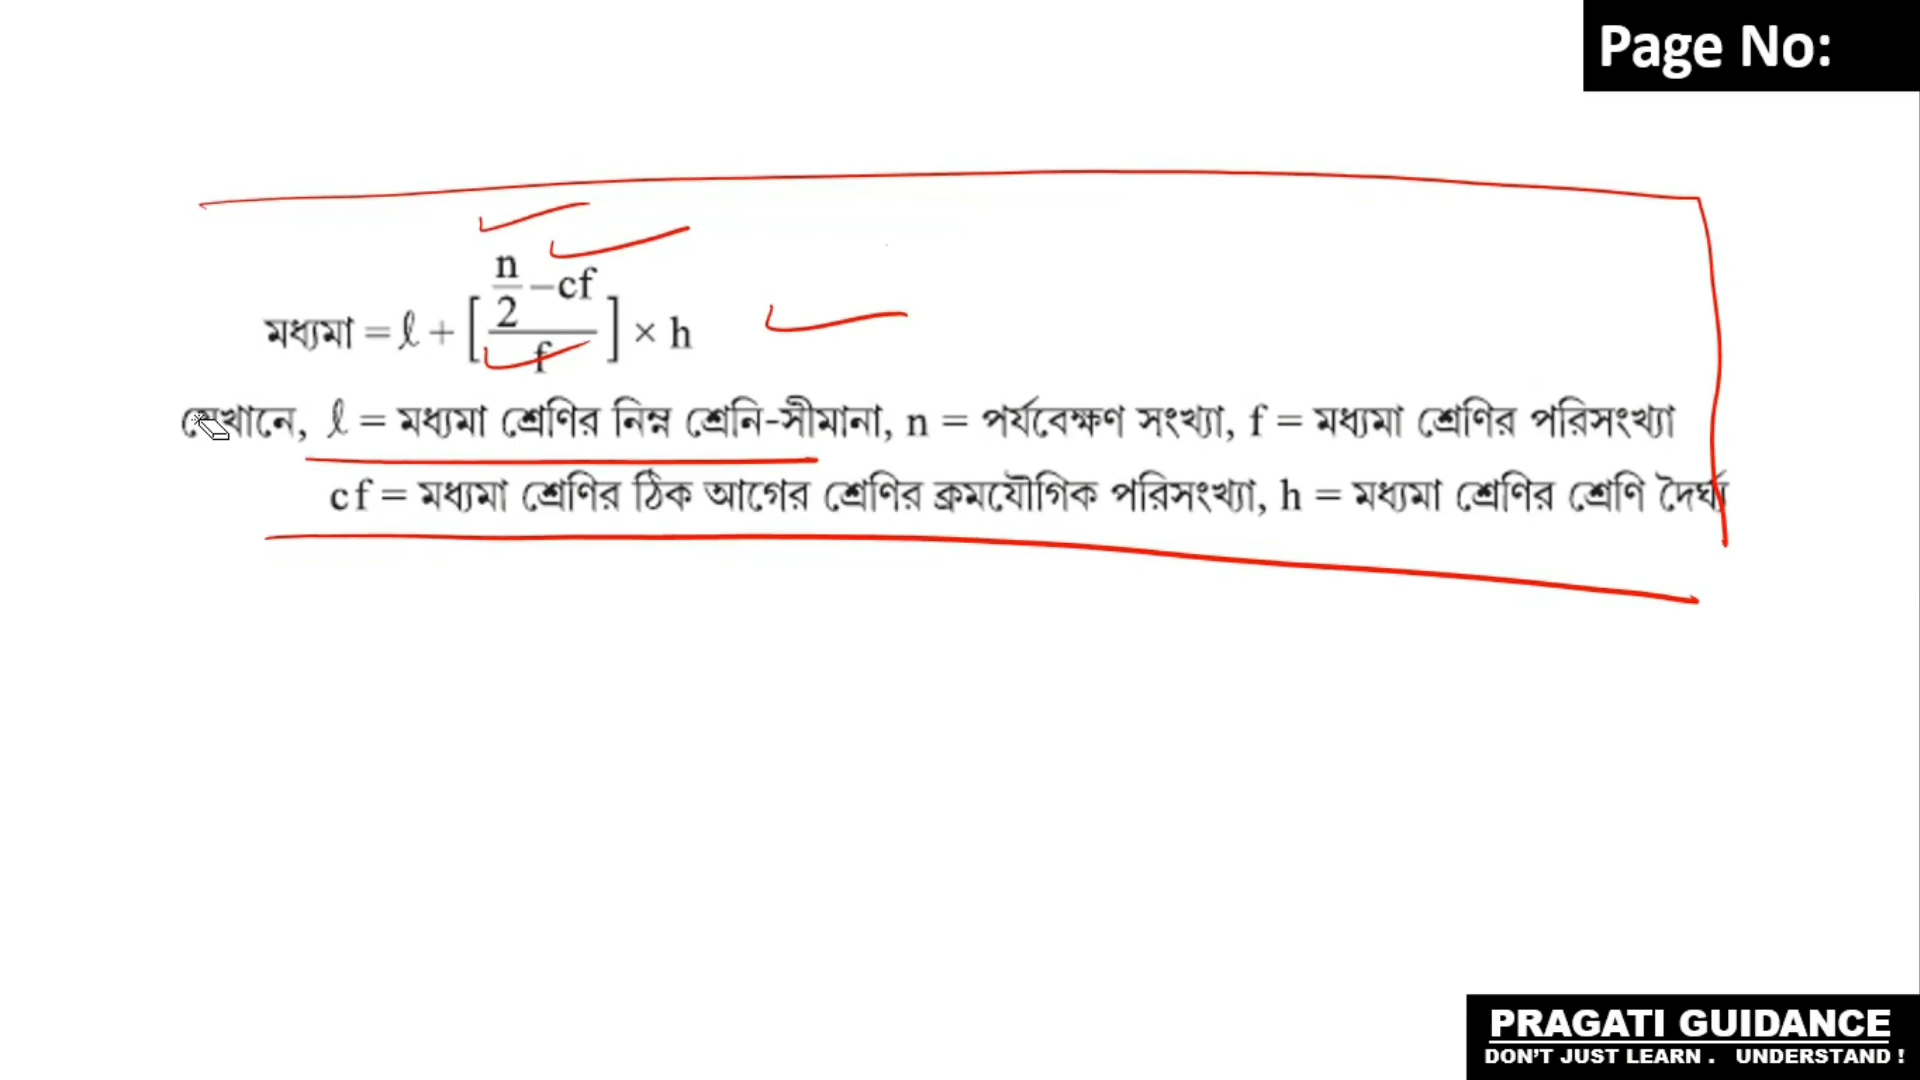 Page No:
মধ্যমা = ℓ + [ (n/2 − cf) / f ] × h
যেখানে, ℓ = মধ্যমা শ্রেণির নিম্ন শ্রেনি-সীমানা, n = পর্যবেক্ষণ সংখ্যা, f = মধ্যমা শ্রেণির পরিসংখ্যা
cf = মধ্যমা শ্রেণির ঠিক আগের শ্রেণির ক্রমযৌগিক পরিসংখ্যা, h = মধ্যমা শ্রেণির শ্রেণি দৈর্ঘ্য
PRAGATI GUIDANCE
DON'T JUST LEARN . UNDERSTAND !